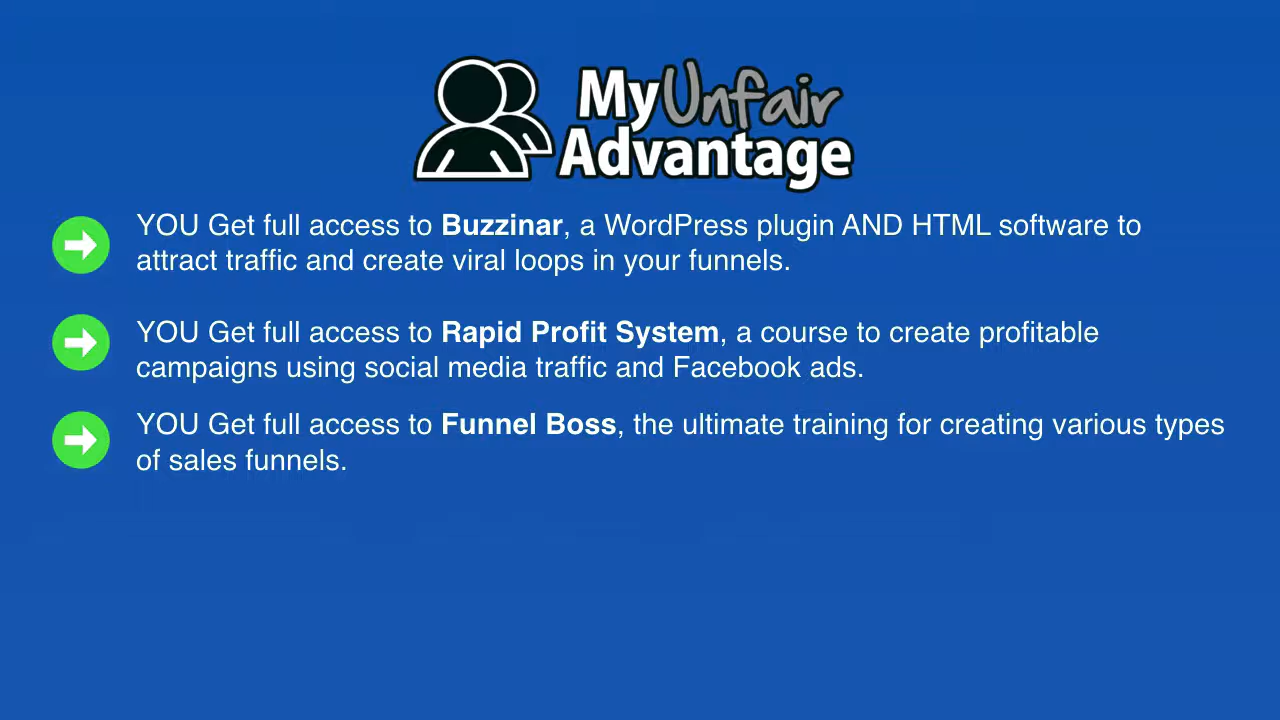 My Unfair
Advantage
YOU Get full access to Buzzinar, a WordPress plugin AND HTML software to
attract traffic and create viral loops in your funnels.
YOU Get full access to Rapid Profit System, a course to create profitable
campaigns using social media traffic and Facebook ads.
YOU Get full access to Funnel Boss, the ultimate training for creating various types
of sales funnels.